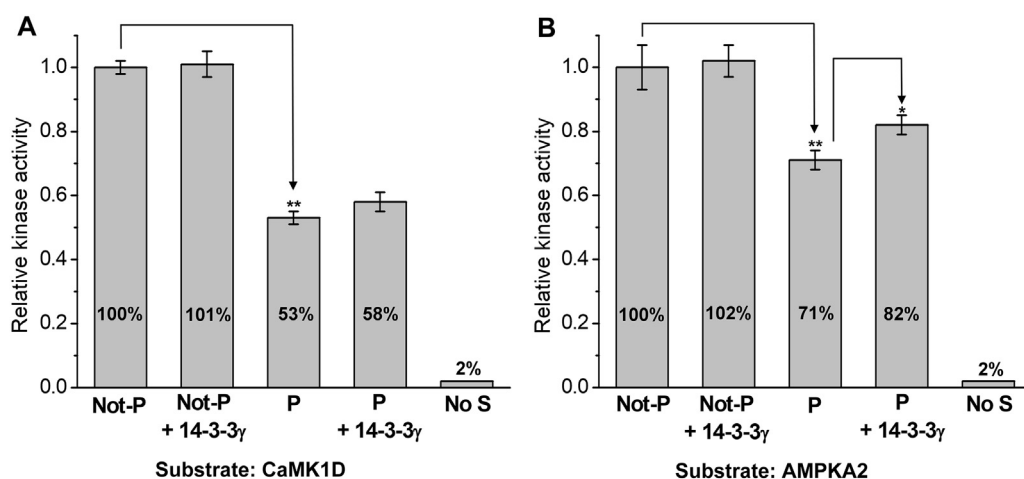 A
Relative kinase activity
1.0
0.8
0.6
0.4
0.2
0.0
**
100%
101%
53%
58%
2%
Not-P
Not-P
+ 14-3-3γ
P
P
+ 14-3-3γ
No S
Substrate: CaMK1D
B
Relative kinase activity
1.0
0.8
0.6
0.4
0.2
0.0
**
*
100%
102%
71%
82%
2%
Not-P
Not-P
+ 14-3-3γ
P
P
+ 14-3-3γ
No S
Substrate: AMPKA2